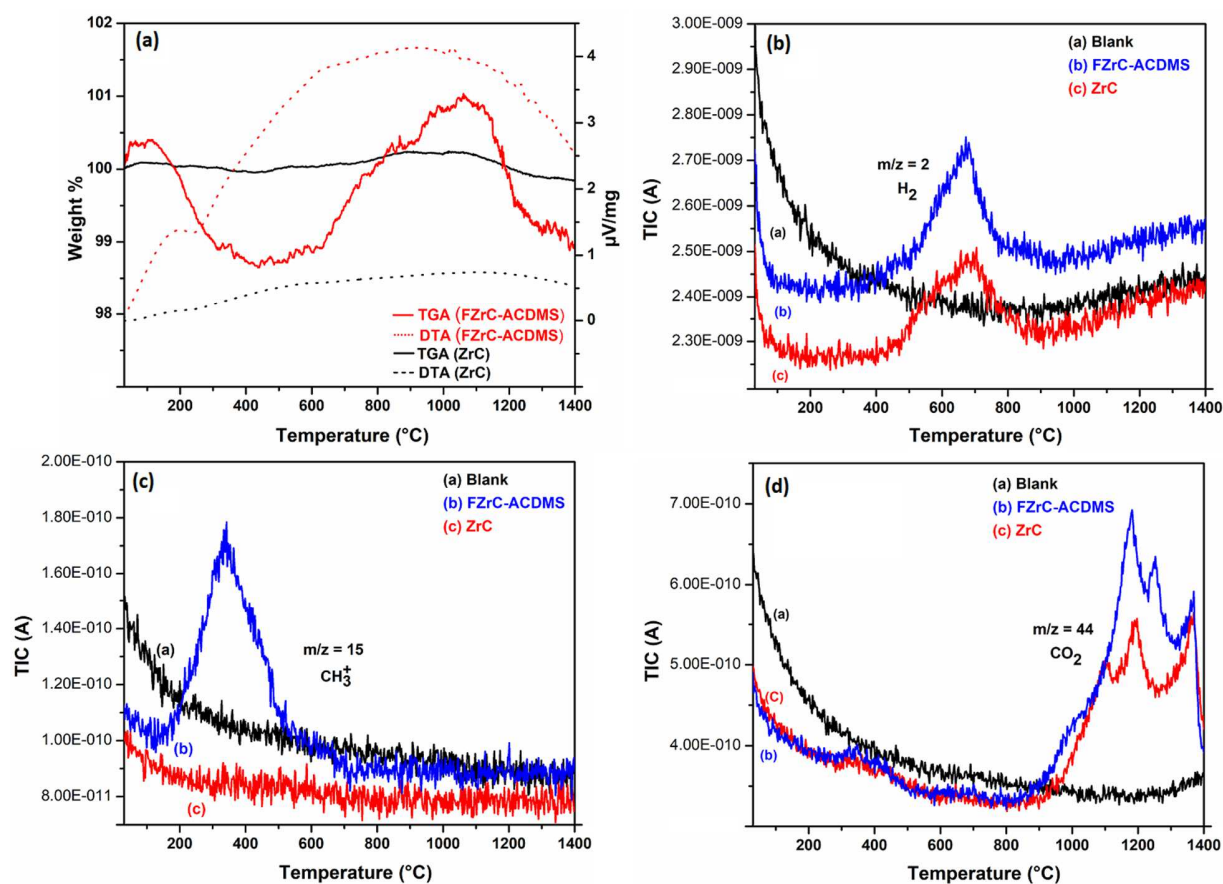 (a)
102
101
100
99
98
Weight %
4
3
2
1
0
µV/mg
TGA (FZrC-ACDMS)
DTA (FZrC-ACDMS)
TGA (ZrC)
DTA (ZrC)
200 400 600 800 1000 1200 1400
Temperature (°C)
(b)
3.00E-009
2.90E-009
2.80E-009
2.70E-009
2.60E-009
2.50E-009
2.40E-009
2.30E-009
TIC (A)
(a) Blank
(b) FZrC-ACDMS
(c) ZrC
m/z = 2
H2
(a)
(b)
(c)
200 400 600 800 1000 1200 1400
Temperature (°C)
(c)
2.00E-010
1.80E-010
1.60E-010
1.40E-010
1.20E-010
1.00E-010
8.00E-011
TIC (A)
(a) Blank
(b) FZrC-ACDMS
(c) ZrC
m/z = 15
CH3+
(a)
(b)
(c)
200 400 600 800 1000 1200 1400
Temperature (°C)
(d)
7.00E-010
6.00E-010
5.00E-010
4.00E-010
TIC (A)
(a) Blank
(b) FZrC-ACDMS
(c) ZrC
m/z = 44
CO2
(a)
(C)
(b)
200 400 600 800 1000 1200 1400
Temperature (°C)